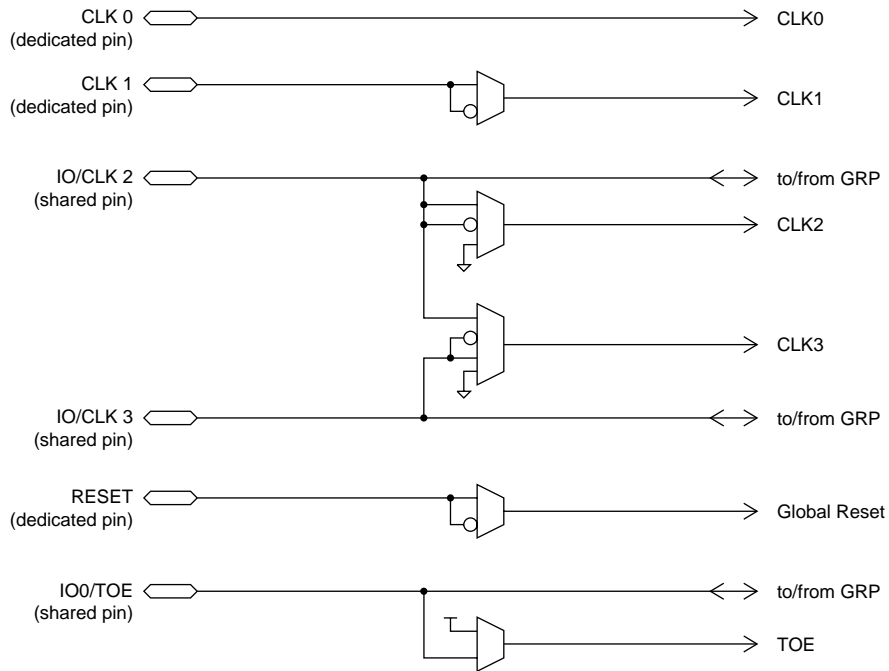 CLK 0
(dedicated pin)
CLK0
CLK 1
(dedicated pin)
CLK1
IO/CLK 2
(shared pin)
to/from GRP
CLK2
CLK3
IO/CLK 3
(shared pin)
to/from GRP
RESET
(dedicated pin)
Global Reset
IO0/TOE
(shared pin)
to/from GRP
TOE